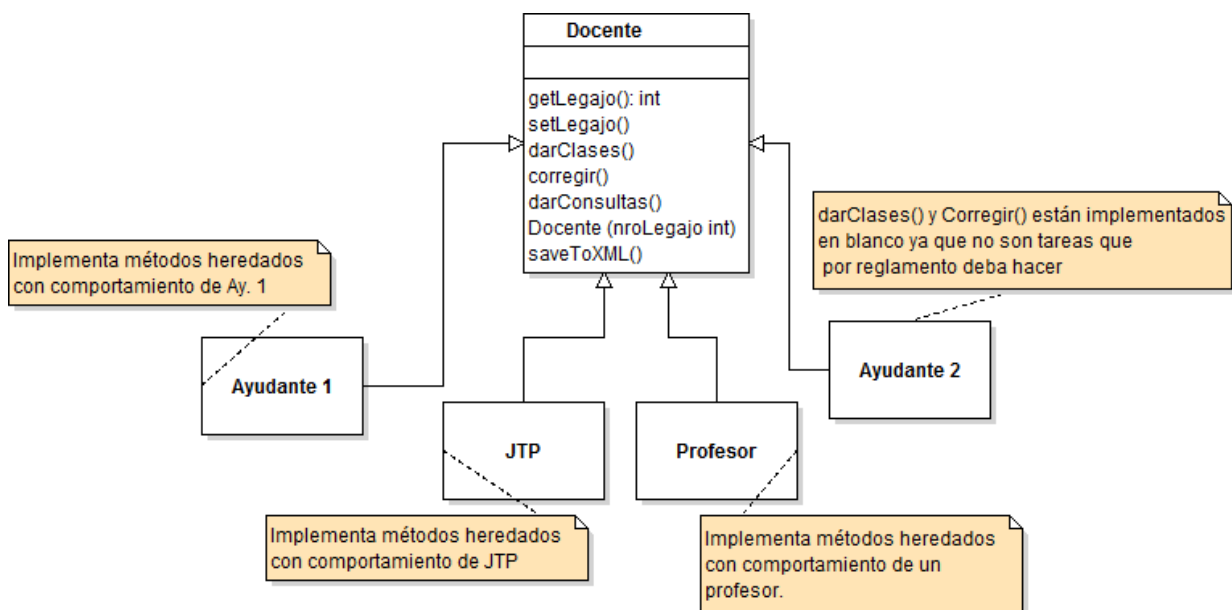 Docente
getLegajo(): int
setLegajo()
darClases()
corregir()
darConsultas()
Docente (nroLegajo int)
saveToXML()
Implementa métodos heredados
con comportamiento de Ay. 1
darClases() y Corregir() están implementados
en blanco ya que no son tareas que
por reglamento deba hacer
Ayudante 1
Ayudante 2
JTP
Profesor
Implementa métodos heredados
con comportamiento de JTP
Implementa métodos heredados
con comportamiento de un
profesor.